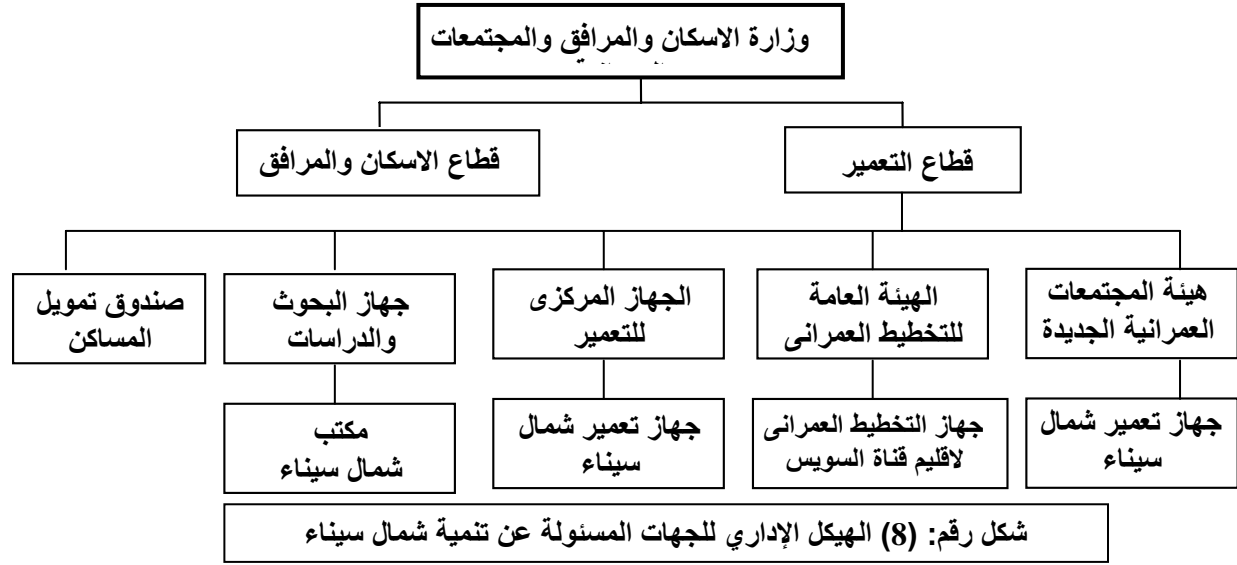 وزارة الاسكان والمرافق والمجتمعات
قطاع التعمير
قطاع الاسكان والمرافق
هيئة المجتمعات
العمرانية الجديدة
الهيئة العامة
للتخطيط العمرانى
الجهاز المركزى
للتعمير
جهاز البحوث
والدراسات
صندوق تمويل
المساكن
جهاز تعمير شمال
سيناء
جهاز التخطيط العمرانى
لاقليم قناة السويس
جهاز تعمير شمال
سيناء
مكتب
شمال سيناء
شكل رقم: (8) الهيكل الإداري للجهات المسئولة عن تنمية شمال سيناء